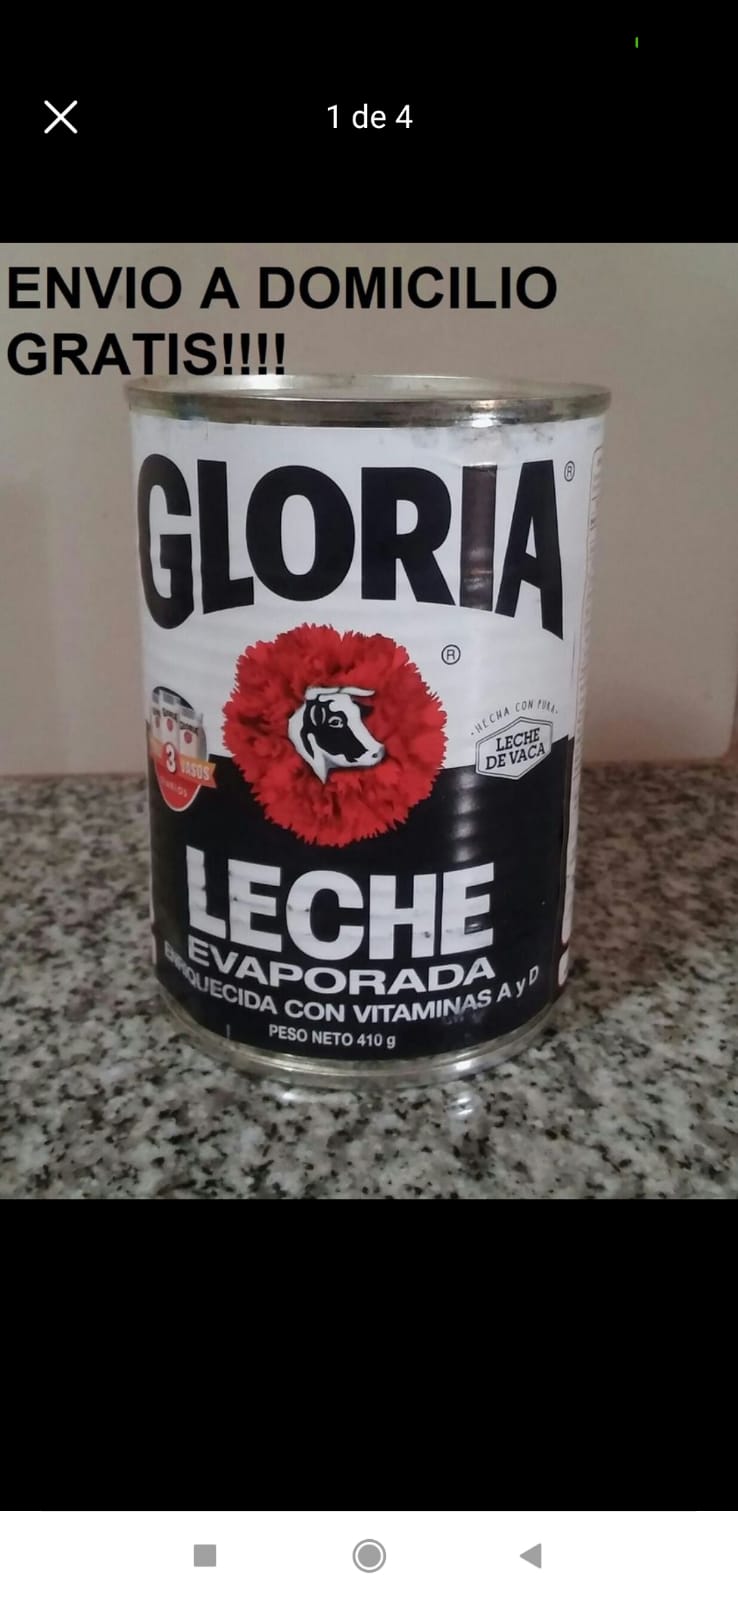 1 de 4
ENVIO A DOMICILIO
GRATIS!!!!
GLORIA®
®
HECHA CON PURA
LECHE
DE VACA
3 VASOS
LECHE
EVAPORADA
ENRIQUECIDA CON VITAMINAS A y D
PESO NETO 410 g